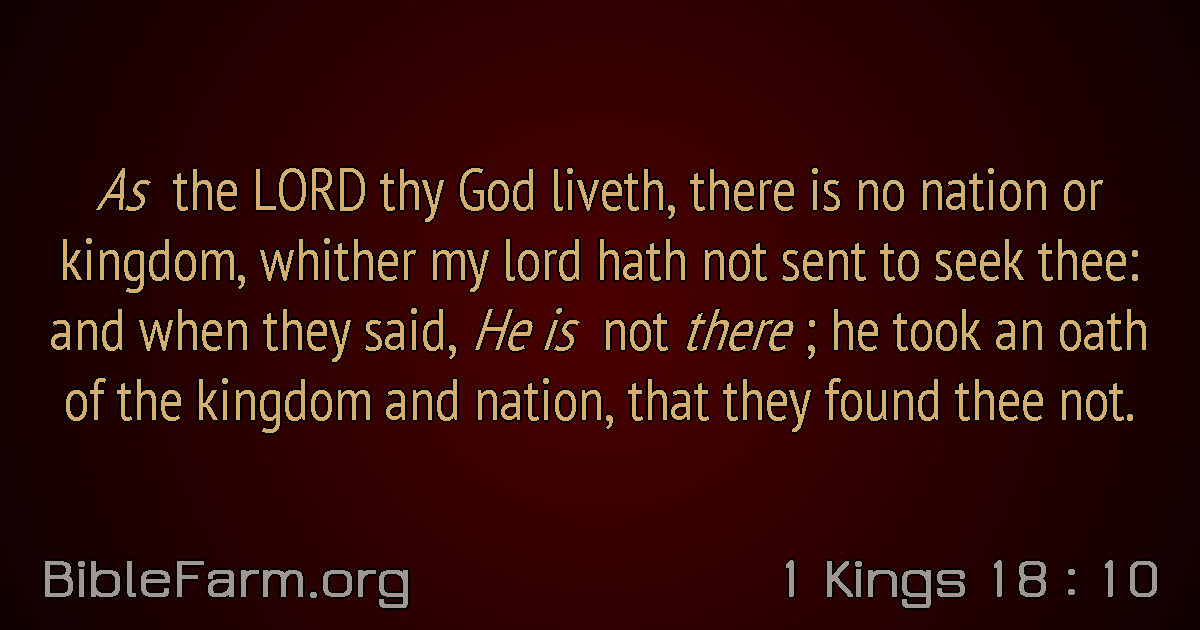 As the LORD thy God liveth, there is no nation or
kingdom, whither my lord hath not sent to seek thee:
and when they said, He is not there ; he took an oath
of the kingdom and nation, that they found thee not.
BibleFarm.org
1 Kings 18 : 10